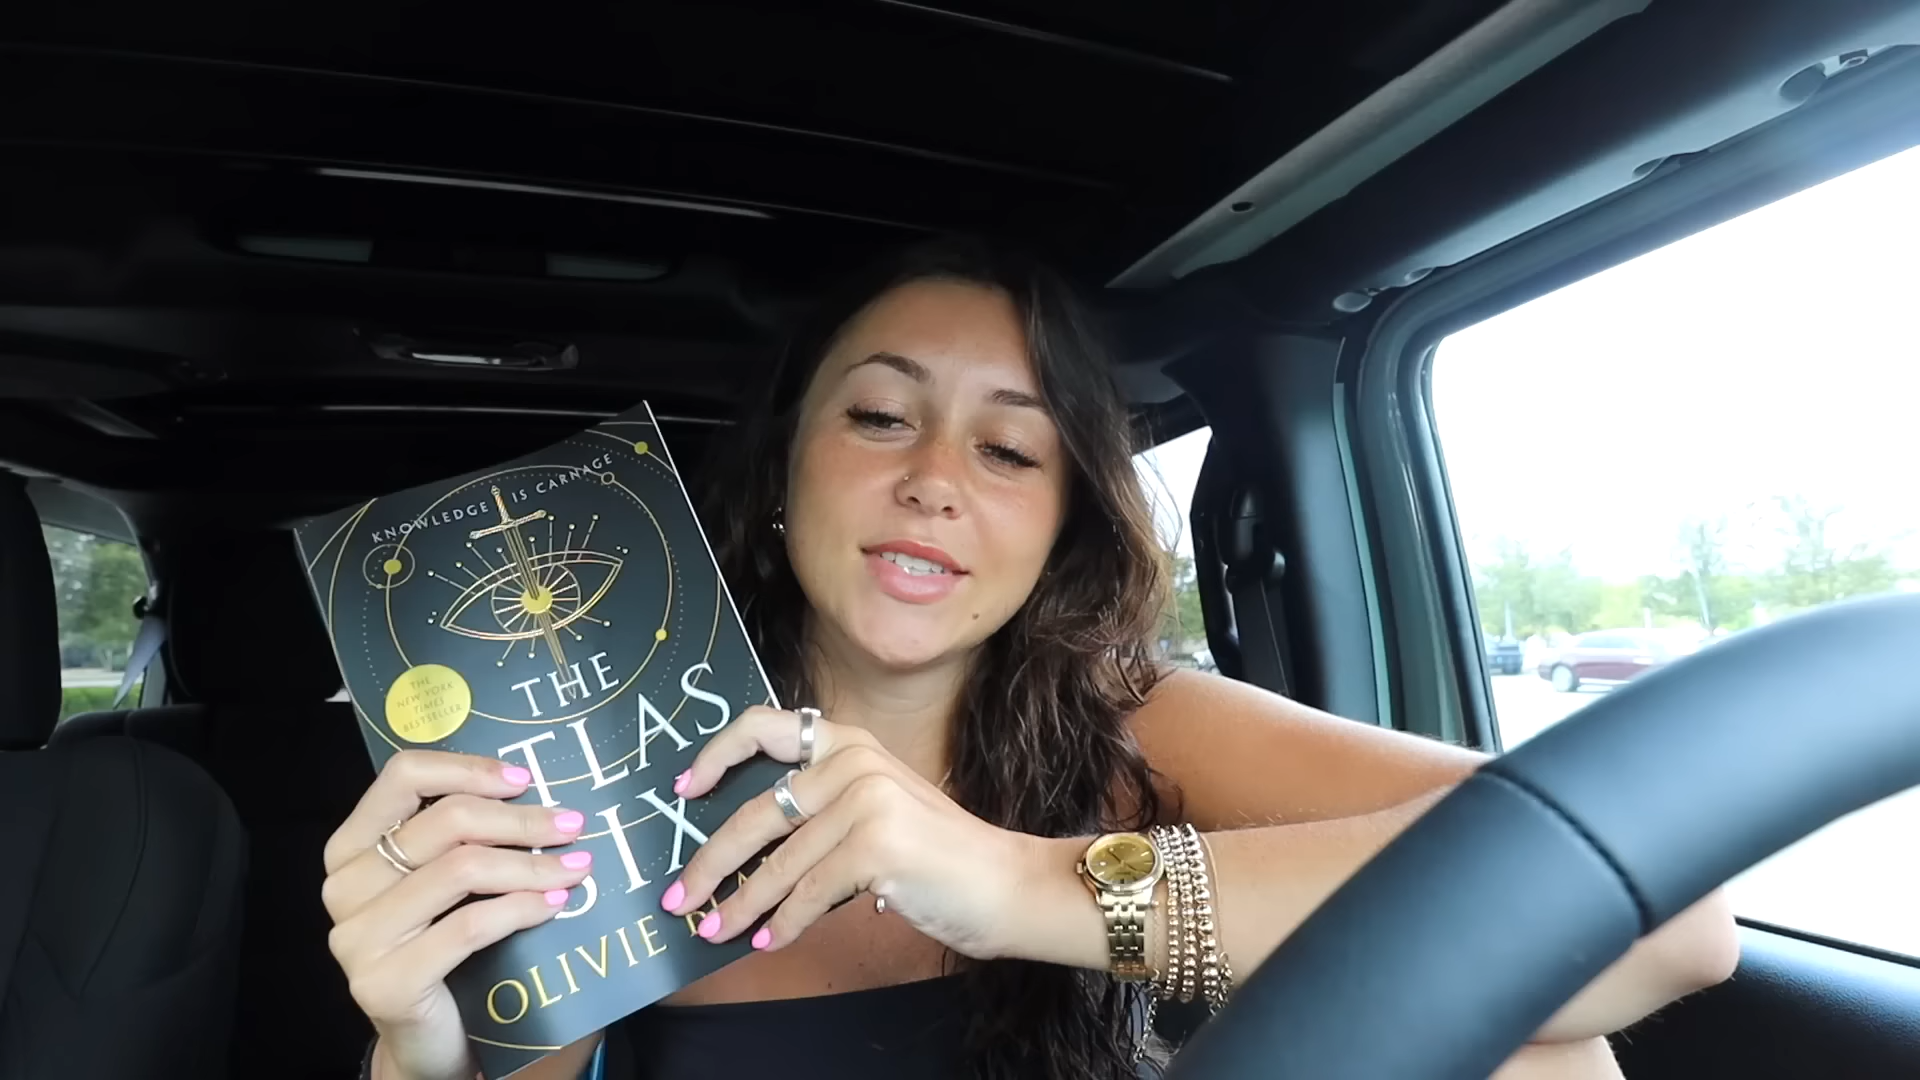 KNOWLEDGE IS CARNAGE
THE
NEW YORK
TIMES
BESTSELLER
THE
TLAS
SIX
OLIVIE